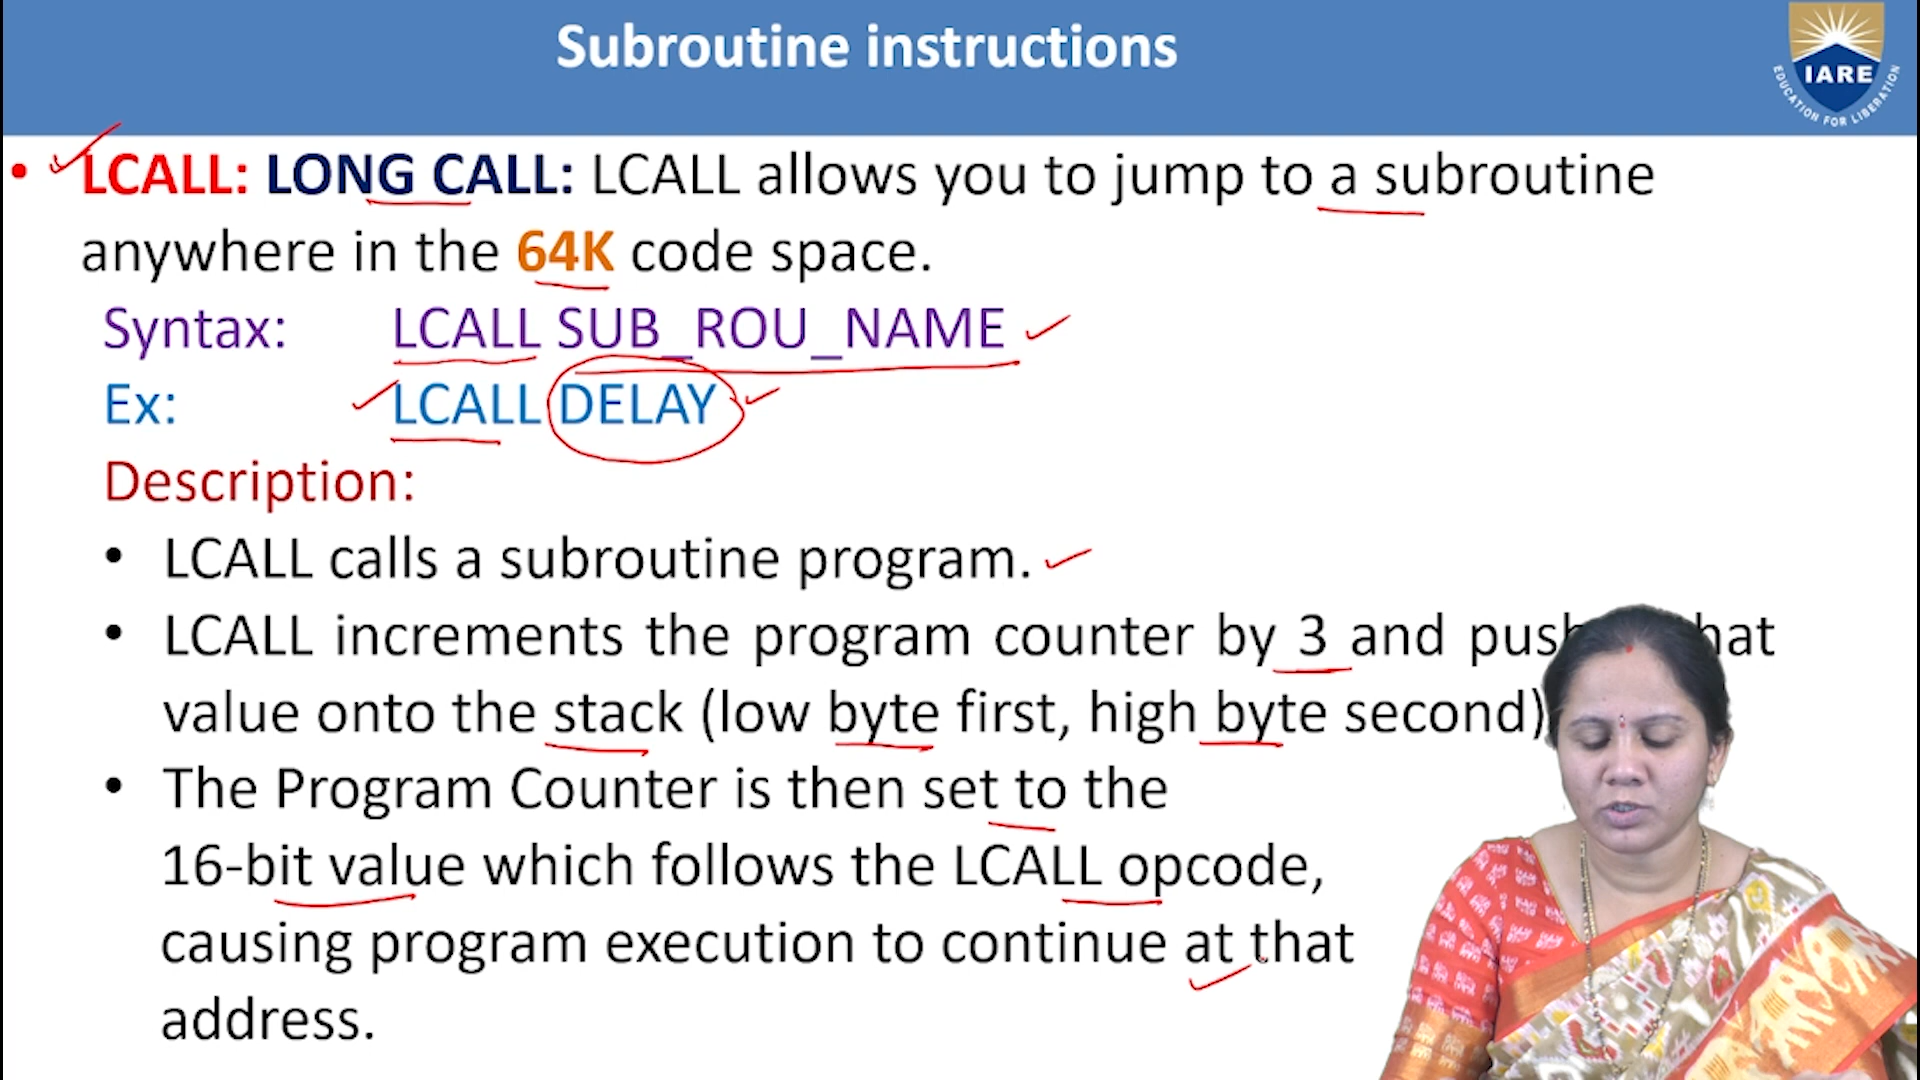 Subroutine instructions
IARE
EDUCATION FOR LIBERATION
• LCALL: LONG CALL: LCALL allows you to jump to a subroutine
anywhere in the 64K code space.
Syntax: LCALL SUB_ROU_NAME
Ex: LCALL DELAY
Description:
• LCALL calls a subroutine program.
• LCALL increments the program counter by 3 and
value onto the stack (low byte first, high byte second)
• The Program Counter is then set to the
16-bit value which follows the LCALL opcode,
causing program execution to continue at that
address.